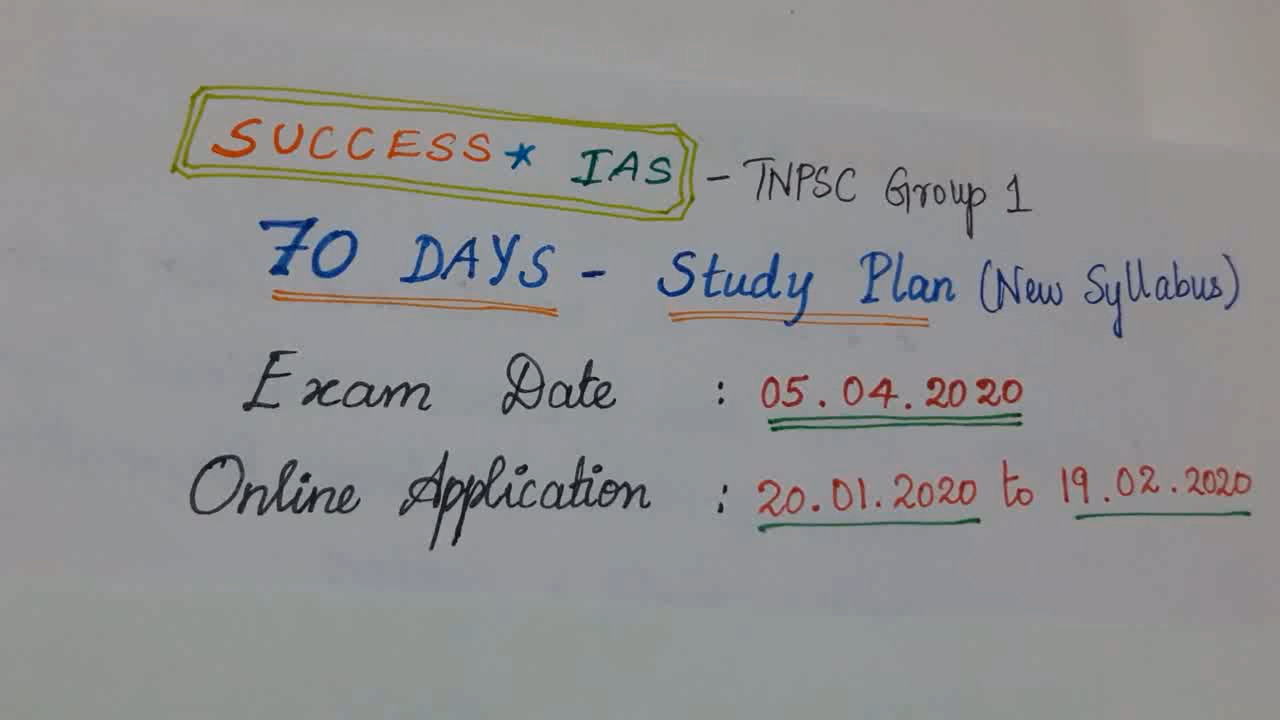 SUCCESS * IAS - TNPSC Group 1
70 DAYS - Study Plan (New Syllabus)
Exam Date : 05.04.2020
Online Application : 20.01.2020 to 19.02.2020